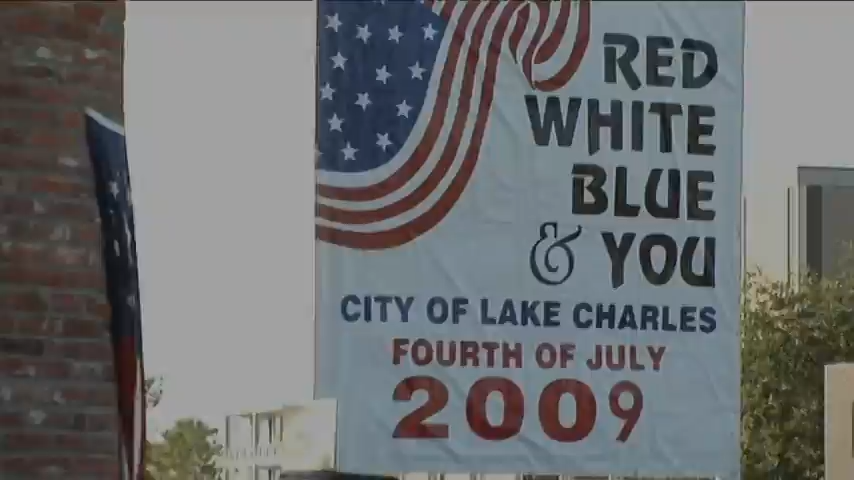 RED
WHITE
BLUE
& YOU
CITY OF LAKE CHARLES
FOURTH OF JULY
2009